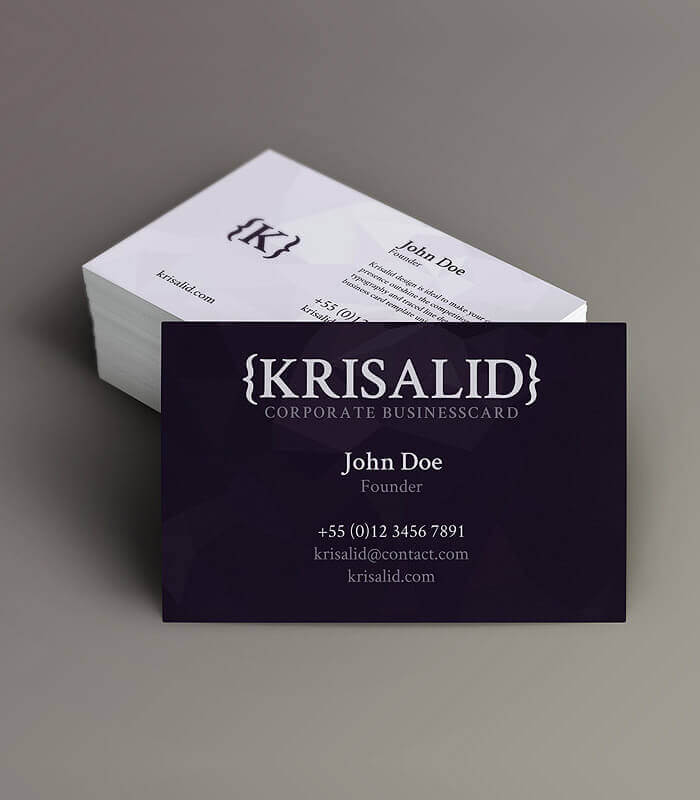 {K}
krisalid.com
John Doe
Founder
Krisalid design is ideal to make your
presence outshine the competition
typography and traced line
business card template
+55 (0)12
krisalid
{KRISALID}
CORPORATE BUSINESSCARD
John Doe
Founder
+55 (0)12 3456 7891
krisalid@contact.com
krisalid.com